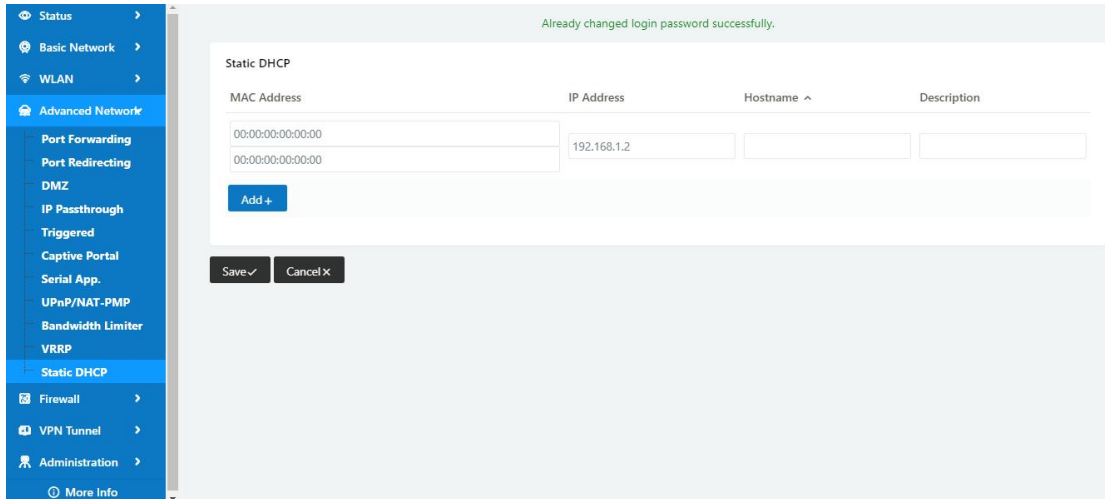 Status
Basic Network
WLAN
Advanced Network
Port Forwarding
Port Redirecting
DMZ
IP Passthrough
Triggered
Captive Portal
Serial App.
UPnP/NAT-PMP
Bandwidth Limiter
VRRP
Static DHCP
Firewall
VPN Tunnel
Administration
More Info
Already changed login password successfully.
Static DHCP
MAC Address IP Address Hostname Description
00:00:00:00:00:00
192.168.1.2
00:00:00:00:00:00
Add +
Save Cancel